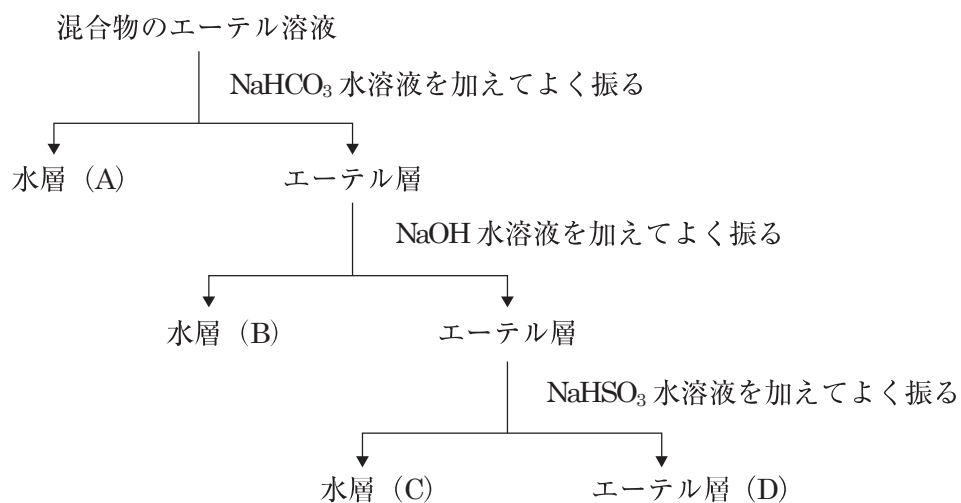 混合物のエーテル溶液
NaHCO₃ 水溶液を加えてよく振る
水層（A）
エーテル層
NaOH 水溶液を加えてよく振る
水層（B）
エーテル層
NaHSO₃ 水溶液を加えてよく振る
水層（C）
エーテル層（D）